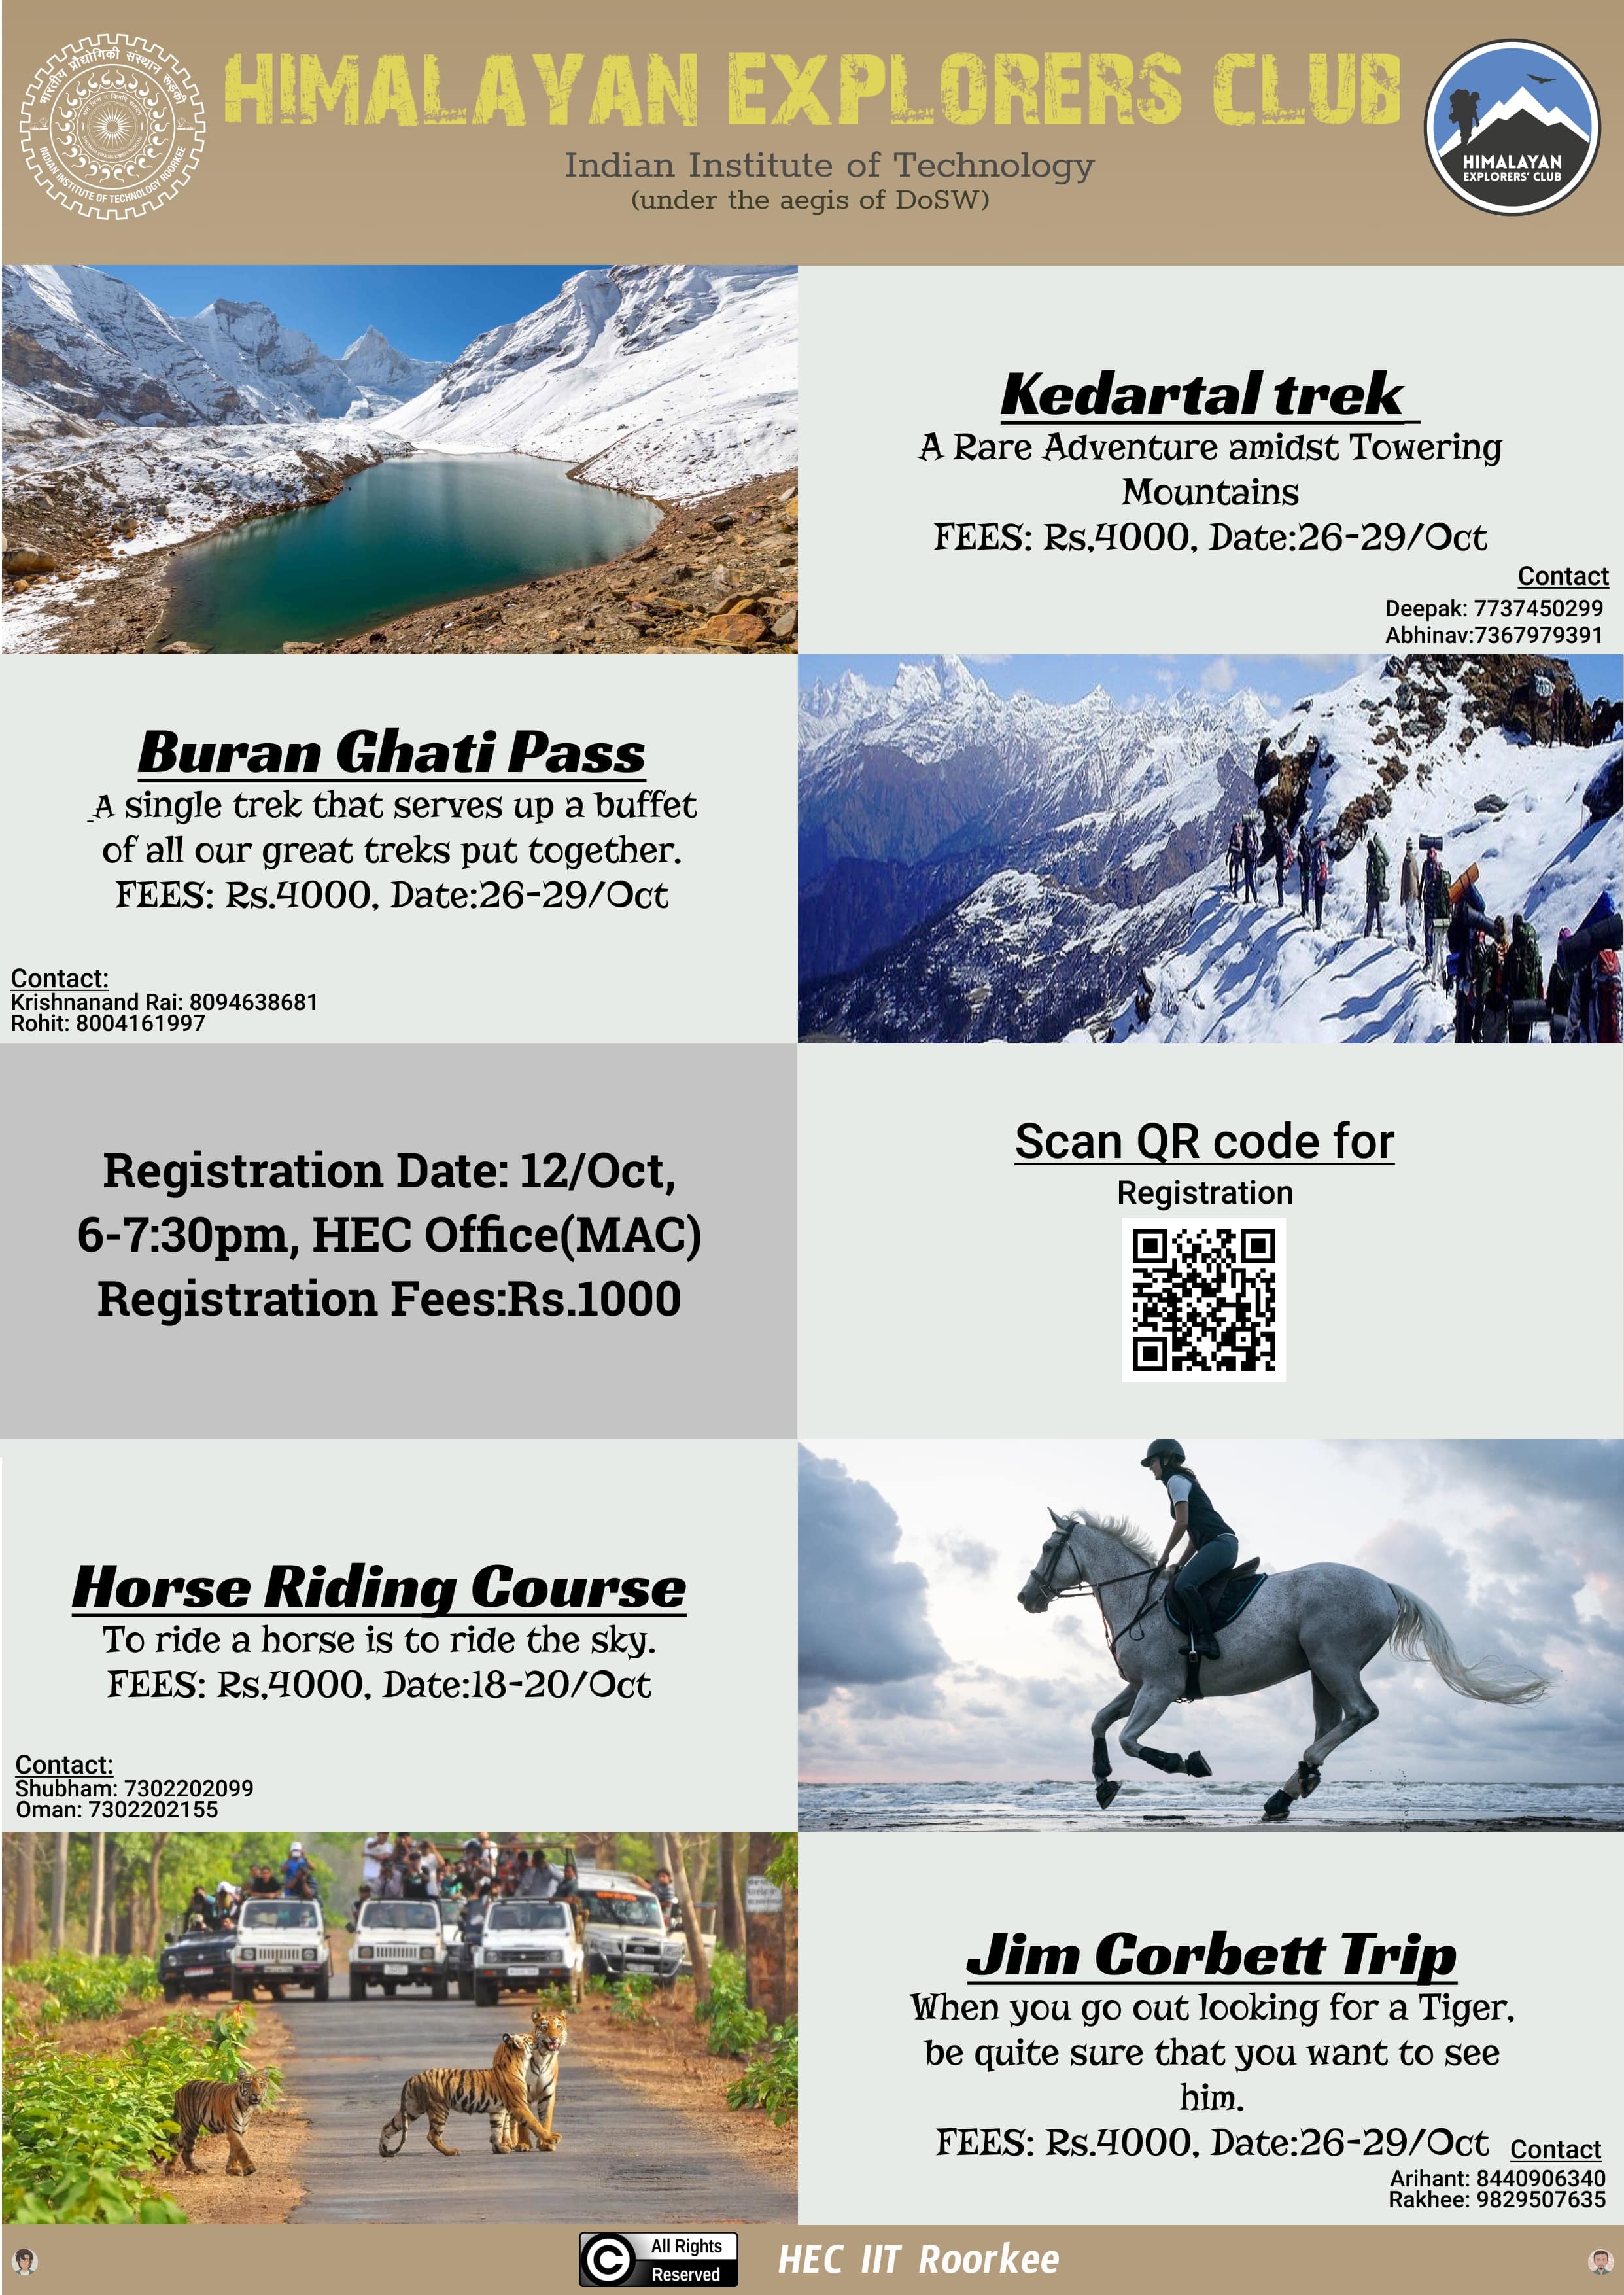 भारतीय प्रौद्योगिकी संस्थान रुड़की
INDIAN INSTITUTE OF TECHNOLOGY ROORKEE
HIMALAYAN EXPLORERS CLUB
Indian Institute of Technology
(under the aegis of DoSW)
HIMALAYAN
EXPLORERS' CLUB
Kedartal trek
A Rare Adventure amidst Towering
Mountains
FEES: Rs,4000, Date:26-29/Oct
Contact
Deepak: 7737450299
Abhinav:7367979391
Buran Ghati Pass
A single trek that serves up a buffet
of all our great treks put together.
FEES: Rs.4000, Date:26-29/Oct
Contact:
Krishnanand Rai: 8094638681
Rohit: 8004161997
Registration Date: 12/Oct,
6-7:30pm, HEC Office(MAC)
Registration Fees:Rs.1000
Scan QR code for
Registration
Horse Riding Course
To ride a horse is to ride the sky.
FEES: Rs,4000, Date:18-20/Oct
Contact:
Shubham: 7302202099
Oman: 7302202155
Jim Corbett Trip
When you go out looking for a Tiger,
be quite sure that you want to see
him.
FEES: Rs.4000, Date:26-29/Oct
Contact
Arihant: 8440906340
Rakhee: 9829507635
C All Rights
Reserved
HEC IIT Roorkee